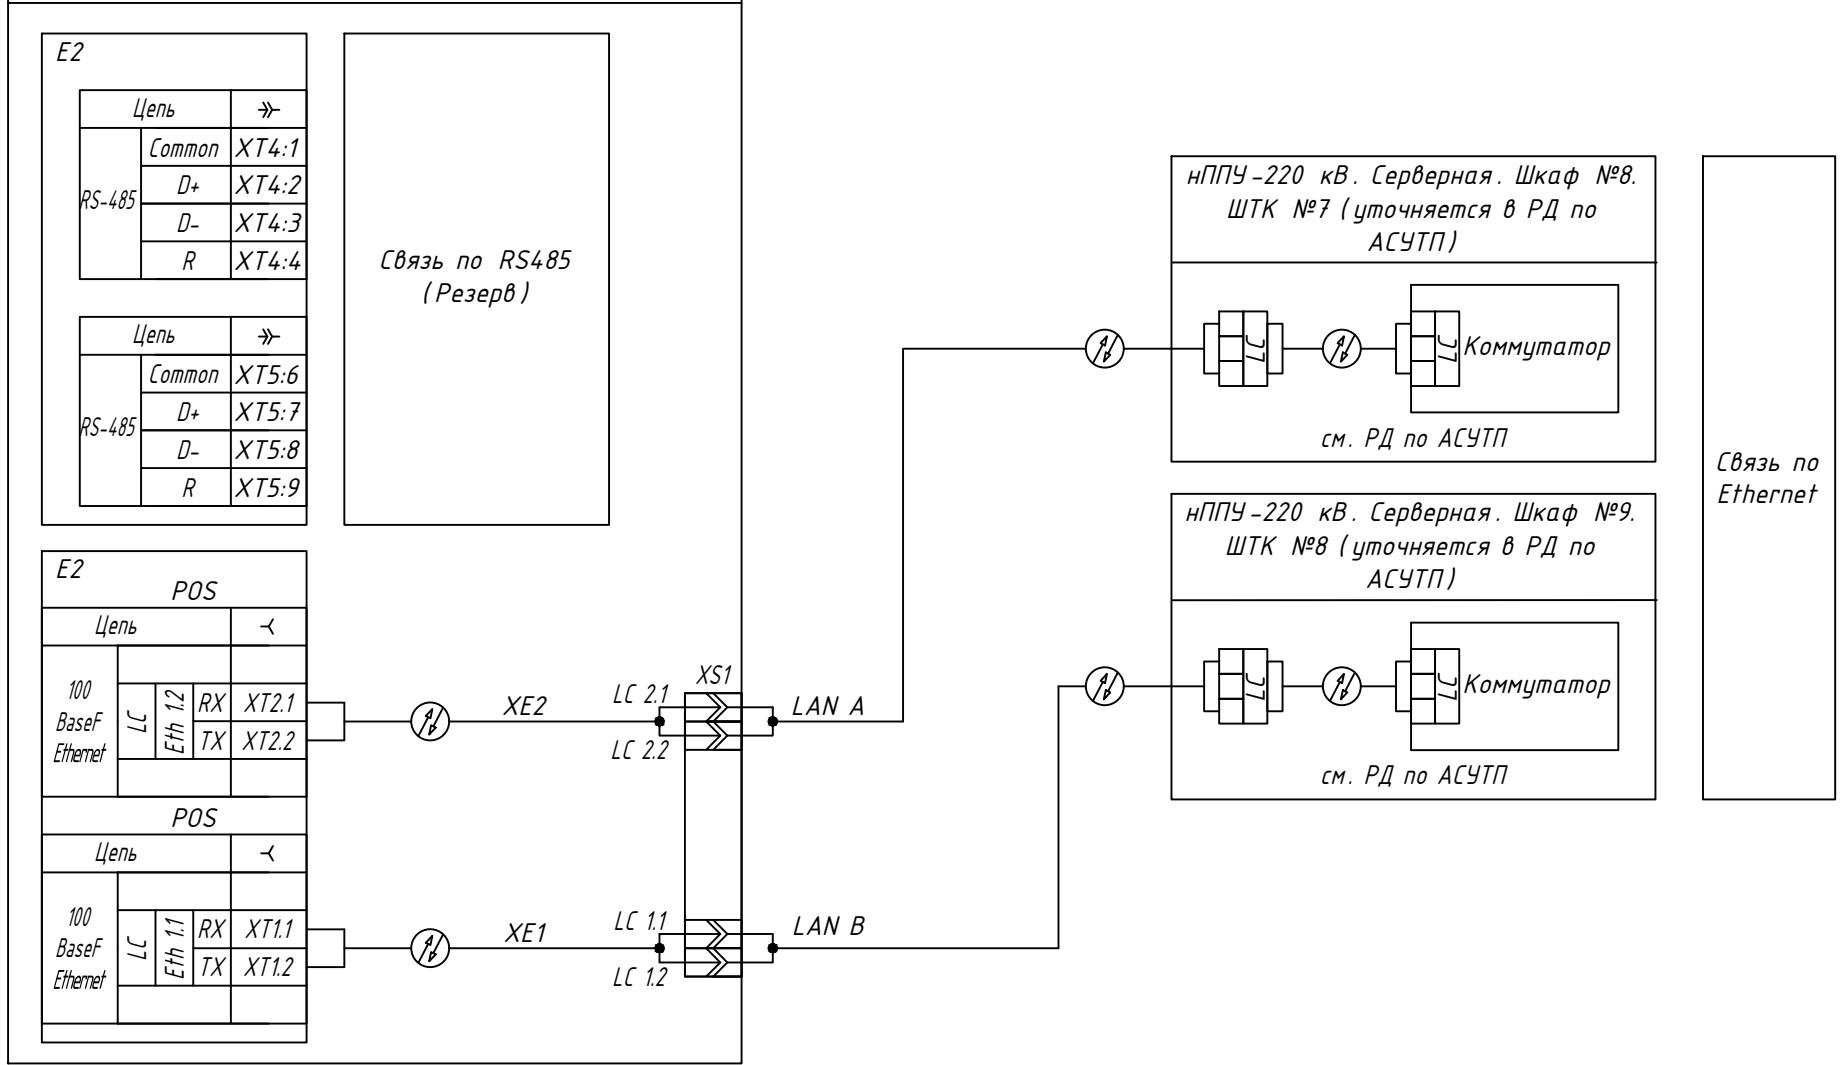 E2
Цепь
RS-485
Common XT4:1
D+ XT4:2
D- XT4:3
R XT4:4
Цепь
RS-485
Common XT5:6
D+ XT5:7
D- XT5:8
R XT5:9
Связь по RS485
(Резерв)
E2
POS
Цепь
100
BaseF
Ethernet
LC
Eth 1.2
RX XT2.1
TX XT2.2
POS
Цепь
100
BaseF
Ethernet
LC
Eth 1.1
RX XT1.1
TX XT1.2
XE2
LC 2.1
LC 2.2
XS1
LAN A
XE1
LC 1.1
LC 1.2
LAN B
нППУ-220 кВ. Серверная. Шкаф №8.
ШТК №7 (уточняется в РД по
АСУТП)
LC
LC
Коммутатор
см. РД по АСУТП
нППУ-220 кВ. Серверная. Шкаф №9.
ШТК №8 (уточняется в РД по
АСУТП)
LC
LC
Коммутатор
см. РД по АСУТП
Связь по
Ethernet